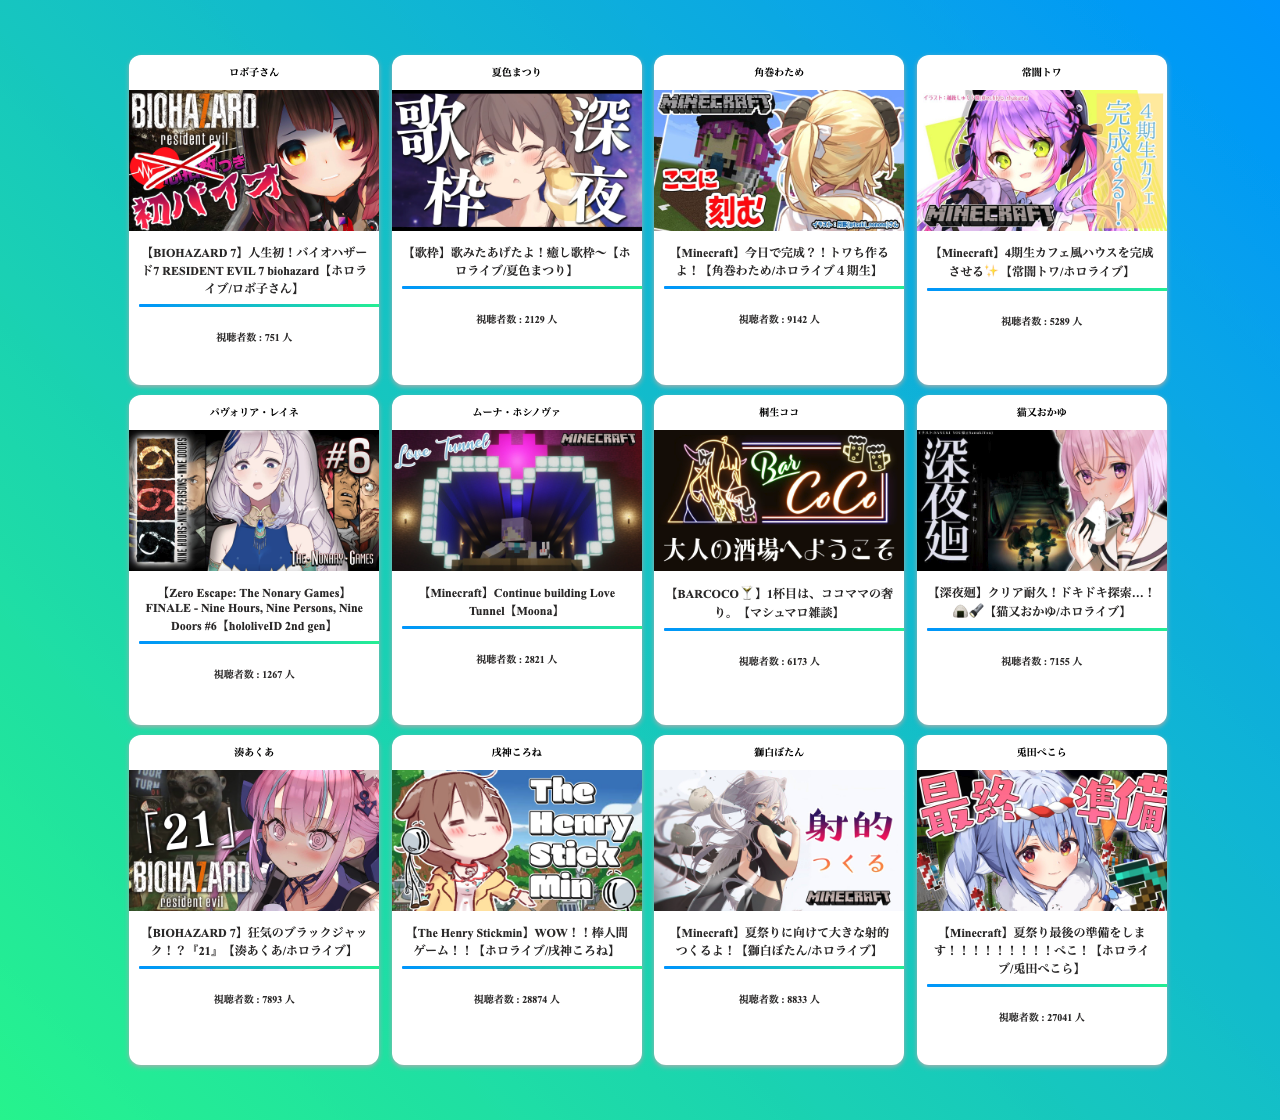 ロボ子さん
BIOHAZARD
resident evil
つき
初バイオ
【BIOHAZARD 7】人生初！バイオハザー
ド7 RESIDENT EVIL 7 biohazard【ホロラ
イブ/ロボ子さん】
視聴者数 : 751 人
夏色まつり
歌枠
深夜
【歌枠】歌みたあげたよ！癒し歌枠〜【ホ
ロライブ/夏色まつり】
視聴者数 : 2129 人
角巻わため
MINECRAFT
ここに
刻む
【Minecraft】今日で完成？！トワち作る
よ！【角巻わため/ホロライブ４期生】
視聴者数 : 9142 人
常闇トワ
４期生カフェ
完成する！
MINECRAFT
【Minecraft】4期生カフェ風ハウスを完成
させる✨【常闇トワ/ホロライブ】
視聴者数 : 5289 人
パヴォリア・レイネ
NINE HOURS・NINE PERSONS・NINE DOORS
#6
THE・NONARY・GAMES
【Zero Escape: The Nonary Games】
FINALE - Nine Hours, Nine Persons, Nine
Doors #6【hololiveID 2nd gen】
視聴者数 : 1267 人
ムーナ・ホシノヴァ
Love Tunnel
MINECRAFT
【Minecraft】Continue building Love
Tunnel【Moona】
視聴者数 : 2821 人
桐生ココ
Bar
CoCo
大人の酒場へようこそ
【BARCOCO🍸】1杯目は、ココママの奢
り。【マシュマロ雑談】
視聴者数 : 6173 人
猫又おかゆ
深夜廻
しんよまわり
【深夜廻】クリア耐久！ドキドキ探索…！
🍙🔦【猫又おかゆ/ホロライブ】
視聴者数 : 7155 人
湊あくあ
YOUR
TURN
『21』
BIOHAZARD
resident evil
【BIOHAZARD 7】狂気のブラックジャッ
ク！？『21』【湊あくあ/ホロライブ】
視聴者数 : 7893 人
戌神ころね
The
Henry
Stick
Min
【The Henry Stickmin】WOW！！棒人間
ゲーム！！【ホロライブ/戌神ころね】
視聴者数 : 28874 人
獅白ぼたん
射的
つくる
MINECRAFT
【Minecraft】夏祭りに向けて大きな射的
つくるよ！【獅白ぼたん/ホロライブ】
視聴者数 : 8833 人
兎田ぺこら
最終準備
【Minecraft】夏祭り最後の準備をしま
す！！！！！！！！！ぺこ！【ホロライ
ブ/兎田ぺこら】
視聴者数 : 27041 人